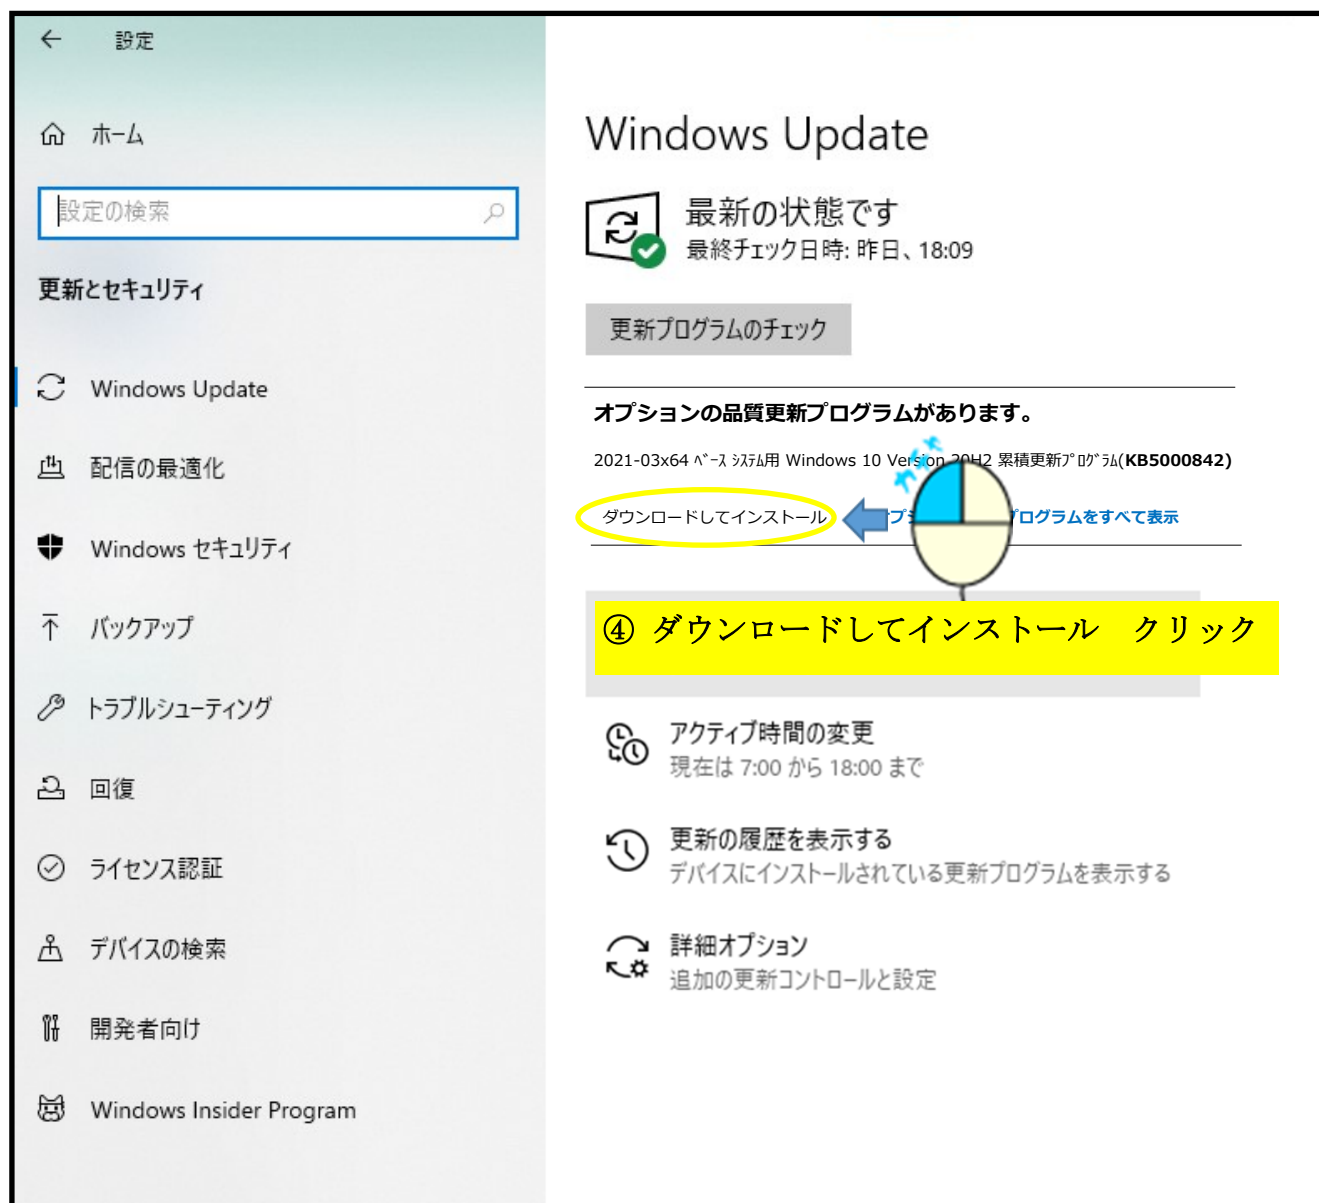 設定
ホーム
設定の検索
更新とセキュリティ
Windows Update
配信の最適化
Windows セキュリティ
バックアップ
トラブルシューティング
回復
ライセンス認証
デバイスの検索
開発者向け
Windows Insider Program
Windows Update
最新の状態です
最終チェック日時: 昨日、18:09
更新プログラムのチェック
オプションの品質更新プログラムがあります。
2021-03x64 ﾍﾞｰｽ ｼｽﾃﾑ用 Windows 10 Version 20H2 累積更新ﾌﾟﾛｸﾞﾗﾑ(KB5000842)
カチャ
ダウンロードしてインストール プログラムをすべて表示
④ ダウンロードしてインストール　クリック
アクティブ時間の変更
現在は 7:00 から 18:00 まで
更新の履歴を表示する
デバイスにインストールされている更新プログラムを表示する
詳細オプション
追加の更新コントロールと設定